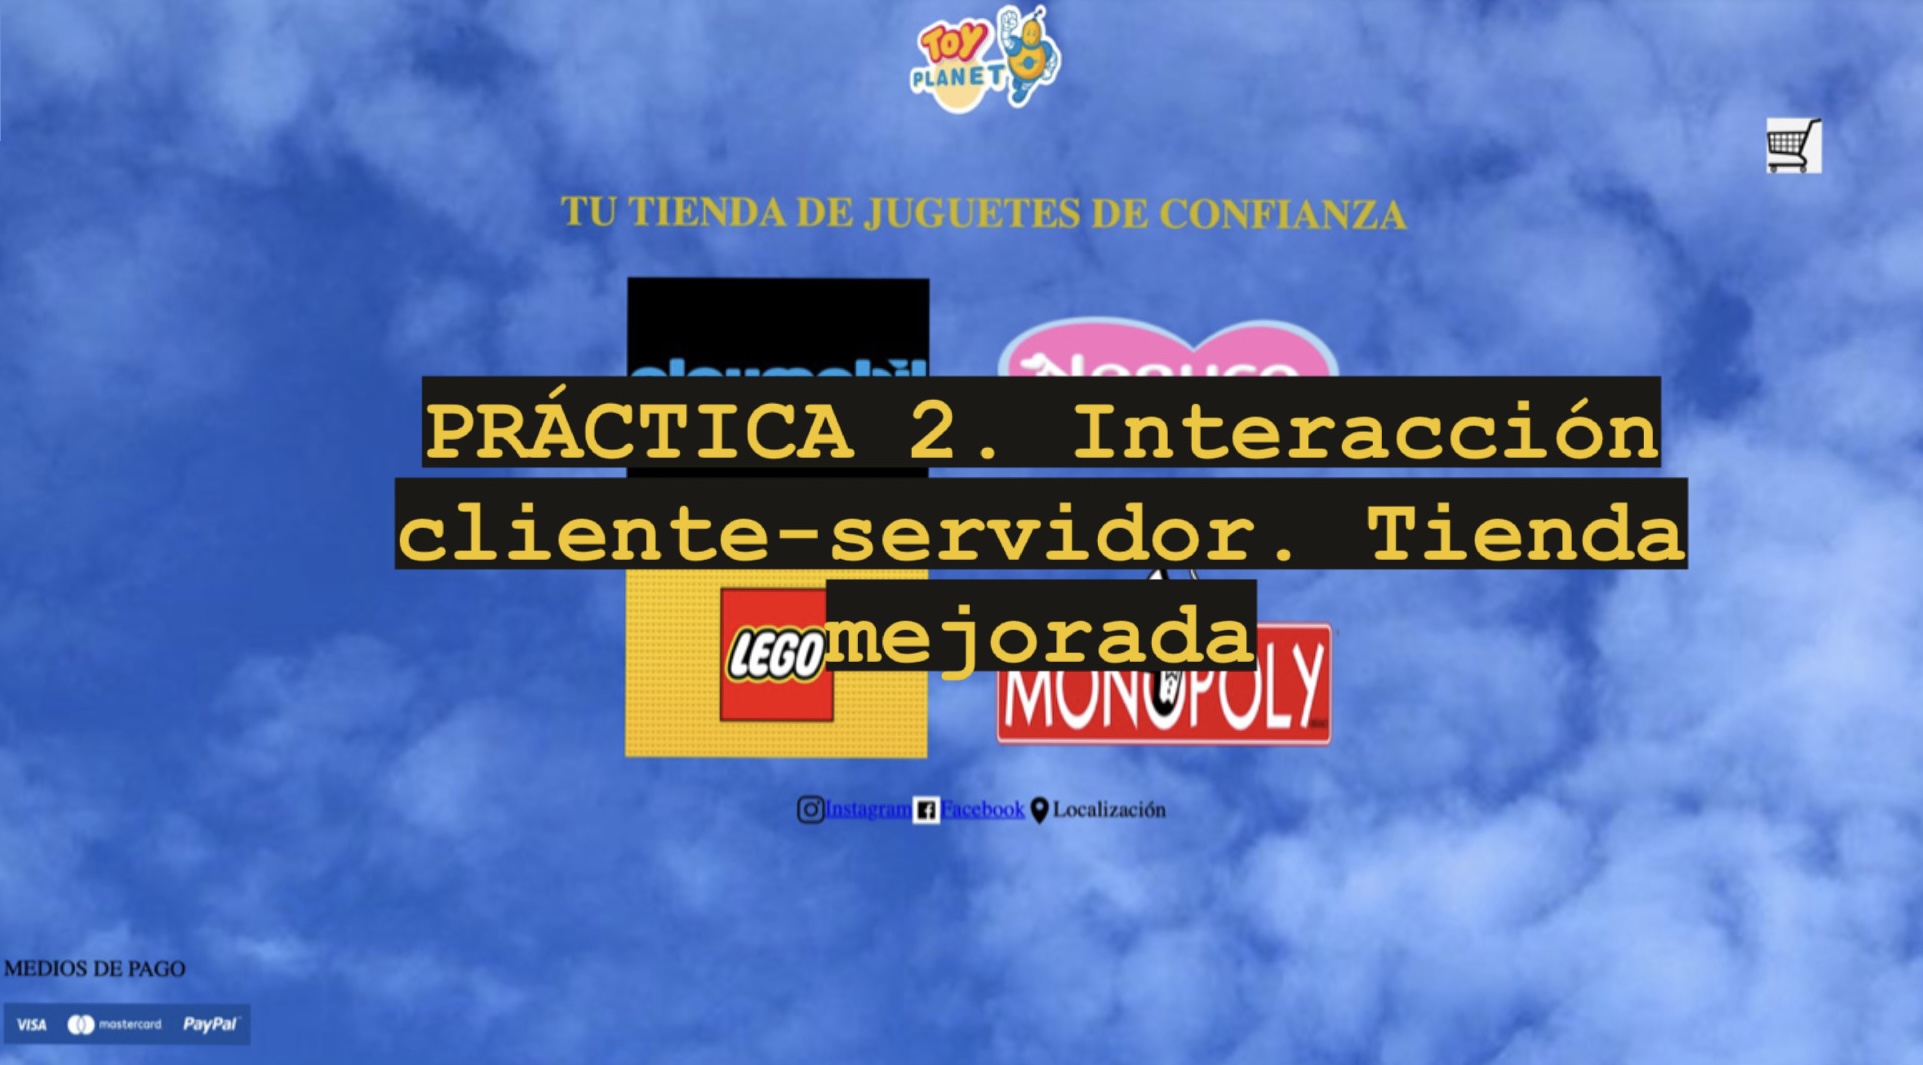 TOY
PLANET
TU TIENDA DE JUGUETES DE CONFIANZA
playmobil
PRÁCTICA 2. Interacción
cliente-servidor. Tienda
mejorada
LEGO
MONOPOLY
Instagram Facebook Localización
MEDIOS DE PAGO
VISA mastercard PayPal